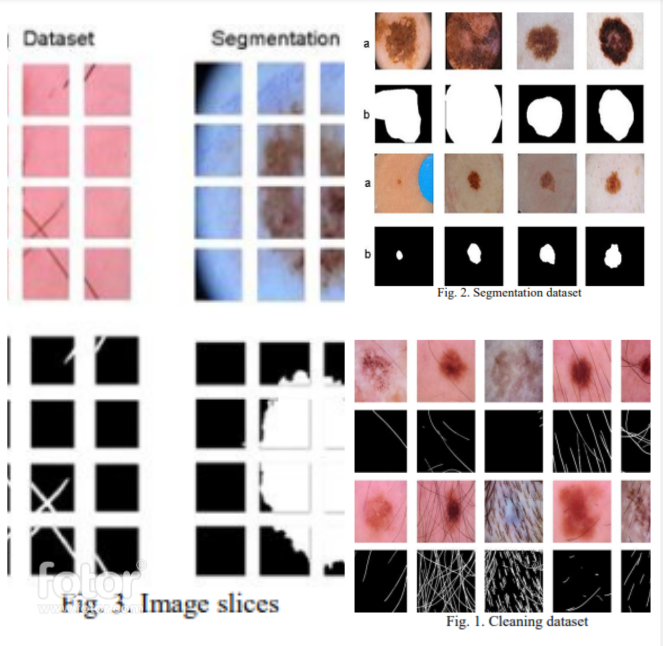 Dataset
Segmentation
a
b
a
b
Fig. 2. Segmentation dataset
fotor
Fig. 3. Image slices
Fig. 1. Cleaning dataset